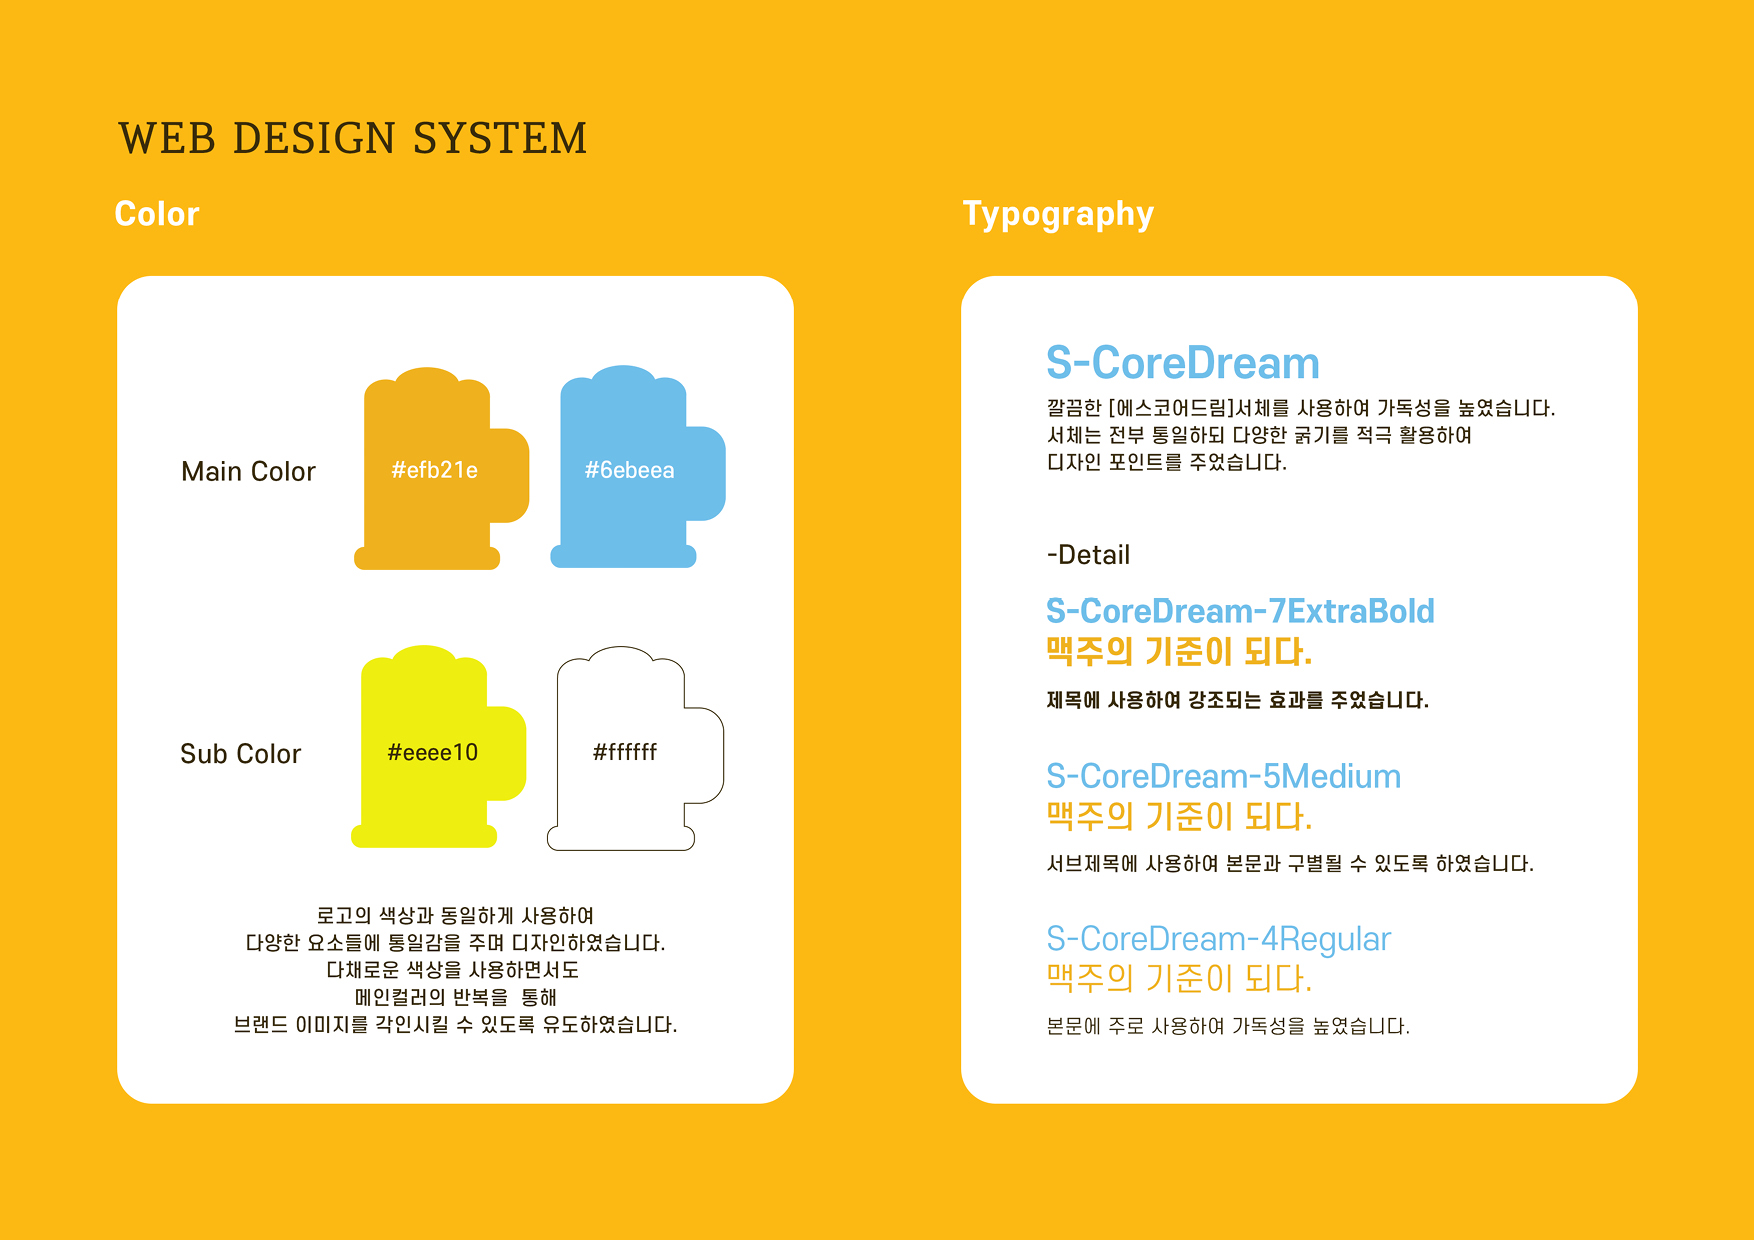 WEB DESIGN SYSTEM
Color
Main Color
#efb21e
#6ebeea
Sub Color
#eeee10
#ffffff
로고의 색상과 동일하게 사용하여
다양한 요소들에 통일감을 주며 디자인하였습니다.
다채로운 색상을 사용하면서도
메인컬러의 반복을 통해
브랜드 이미지를 각인시킬 수 있도록 유도하였습니다.
Typography
S-CoreDream
깔끔한 [에스코어드림]서체를 사용하여 가독성을 높였습니다.
서체는 전부 통일하되 다양한 굵기를 적극 활용하여
디자인 포인트를 주었습니다.
-Detail
S-CoreDream-7ExtraBold
맥주의 기준이 되다.
제목에 사용하여 강조되는 효과를 주었습니다.
S-CoreDream-5Medium
맥주의 기준이 되다.
서브제목에 사용하여 본문과 구별될 수 있도록 하였습니다.
S-CoreDream-4Regular
맥주의 기준이 되다.
본문에 주로 사용하여 가독성을 높였습니다.